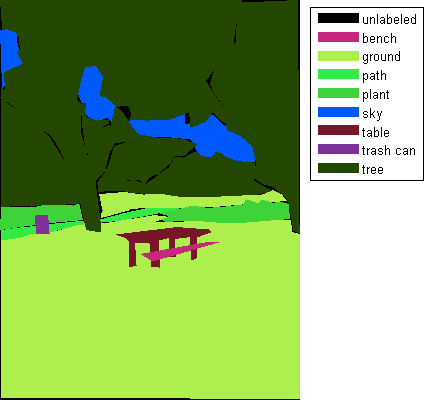 unlabeled
bench
ground
path
plant
sky
table
trash can
tree